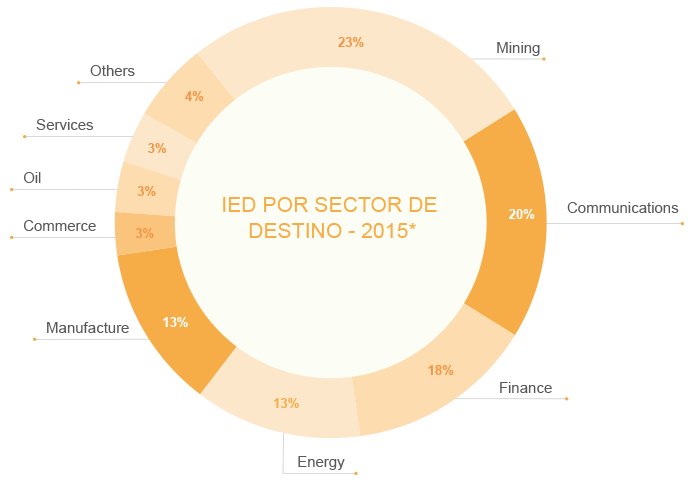 23%
Mining
Others
4%
Services
3%
Oil
3%
IED POR SECTOR DE
DESTINO - 2015*
20%
Communications
Commerce
3%
Manufacture
13%
18%
Finance
13%
Energy